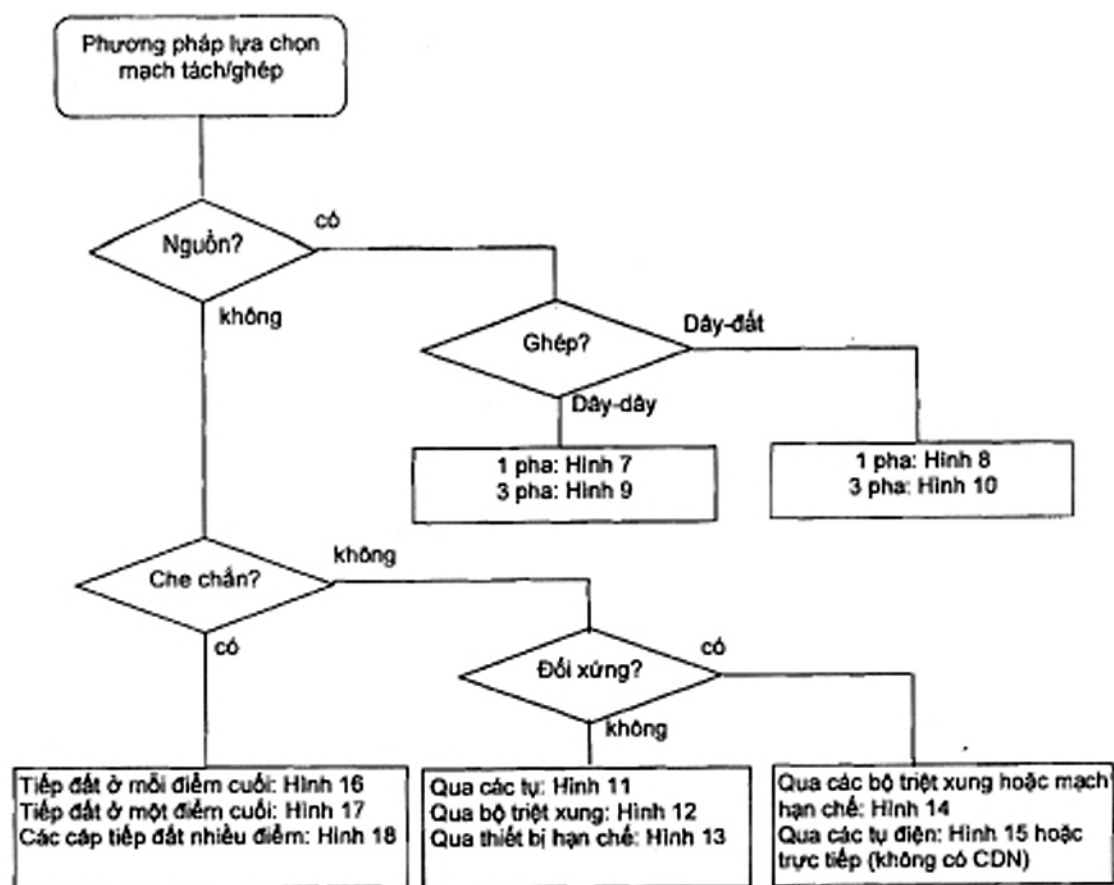 Phương pháp lựa chọn
mạch tách/ghép
Nguồn?
có
không
Ghép?
Dây-đất
Dây-dây
1 pha: Hình 7
3 pha: Hình 9
1 pha: Hình 8
3 pha: Hình 10
Che chắn?
không
có
Đối xứng?
có
không
Tiếp đất ở mỗi điểm cuối: Hình 16
Tiếp đất ở một điểm cuối: Hình 17
Các cáp tiếp đất nhiều điểm: Hình 18
Qua các tụ: Hình 11
Qua bộ triệt xung: Hình 12
Qua thiết bị hạn chế: Hình 13
Qua các bộ triệt xung hoặc mạch
hạn chế: Hình 14
Qua các tụ điện: Hình 15 hoặc
trực tiếp (không có CDN)